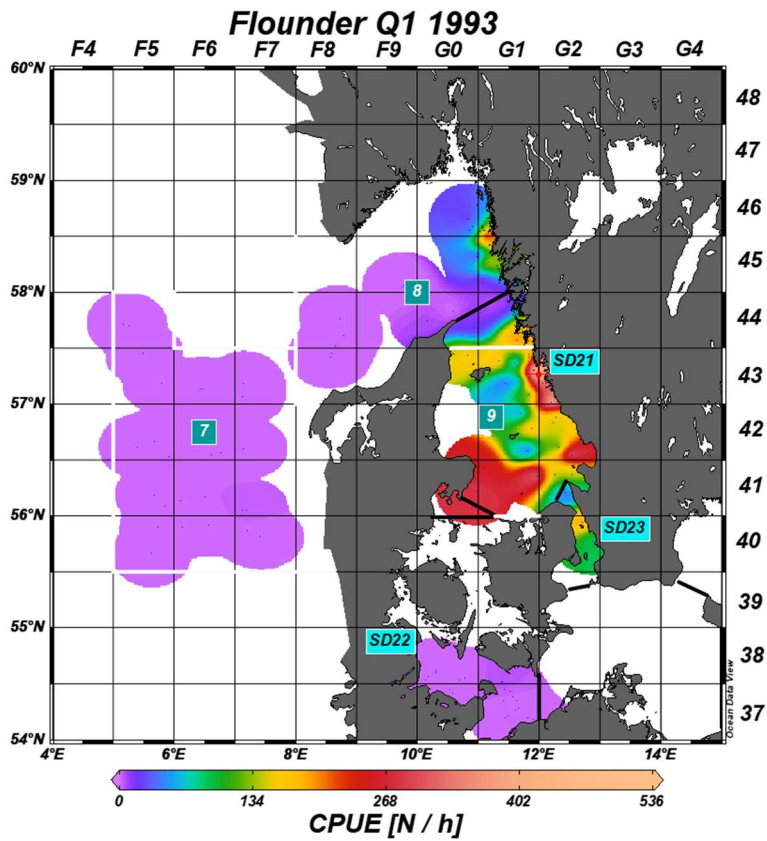 Flounder Q1 1993
F4 F5 F6 F7 F8 F9 G0 G1 G2 G3 G4
60°N
48
47
59°N
46
45
58°N
8
44
SD21
43
57°N
9
7
42
41
56°N
SD23
40
39
55°N
SD22
38
37
54°N
Ocean Data View
4°E 6°E 8°E 10°E 12°E 14°E
0 134 268 402 536
CPUE [N / h]